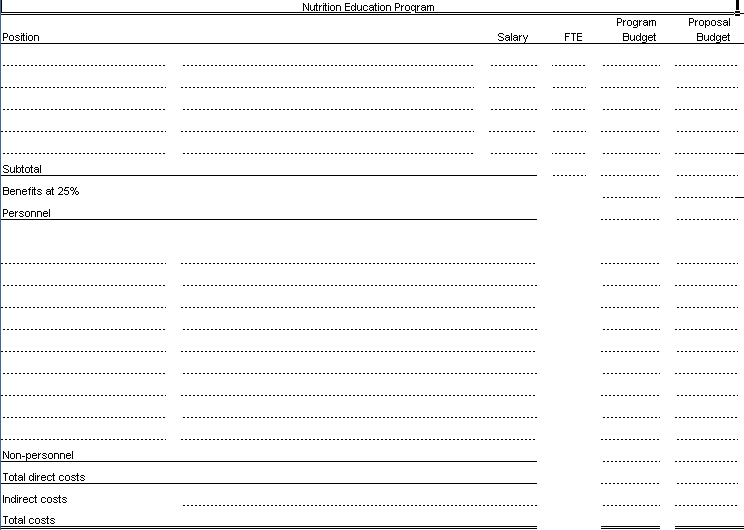 Nutrition Education Program
Program Proposal
Position Salary FTE Budget Budget
Subtotal
Benefits at 25%
Personnel
Non-personnel
Total direct costs
Indirect costs
Total costs